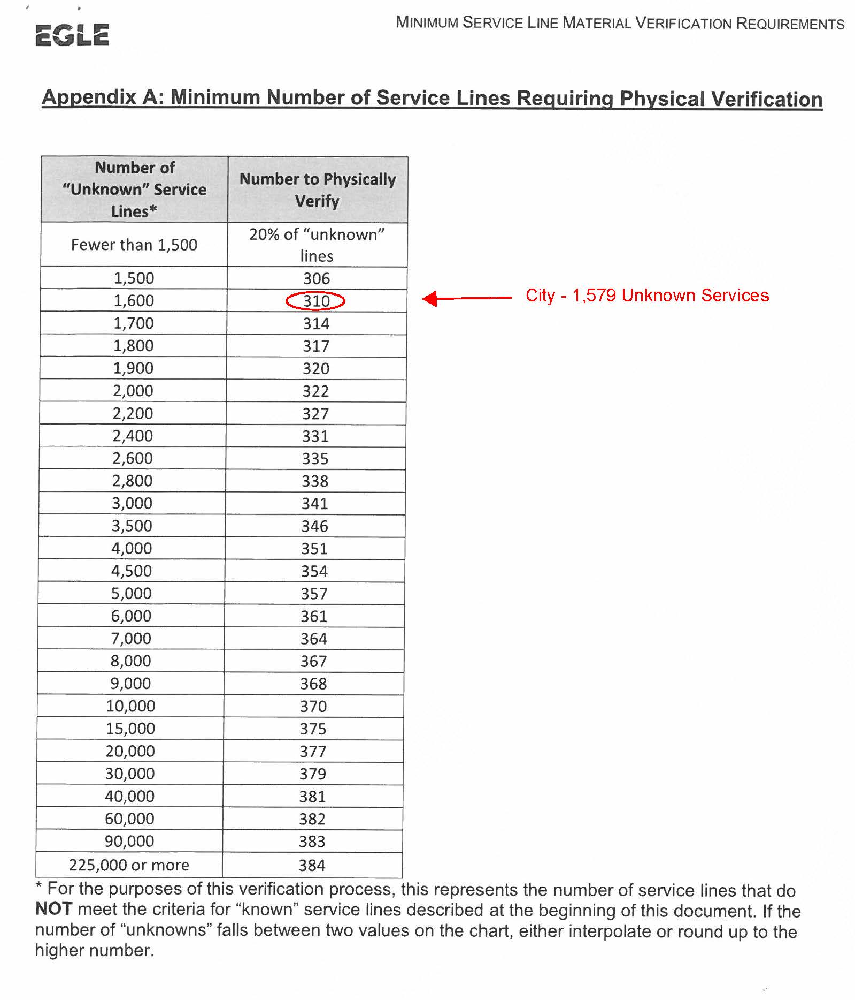 EGLE
MINIMUM SERVICE LINE MATERIAL VERIFICATION REQUIREMENTS
Appendix A: Minimum Number of Service Lines Requiring Physical Verification
Number of
“Unknown” Service
Lines*
Number to Physically
Verify
Fewer than 1,500
20% of “unknown”
lines
1,500 306
1,600 310
City - 1,579 Unknown Services
1,700 314
1,800 317
1,900 320
2,000 322
2,200 327
2,400 331
2,600 335
2,800 338
3,000 341
3,500 346
4,000 351
4,500 354
5,000 357
6,000 361
7,000 364
8,000 367
9,000 368
10,000 370
15,000 375
20,000 377
30,000 379
40,000 381
60,000 382
90,000 383
225,000 or more 384
* For the purposes of this verification process, this represents the number of service lines that do
NOT meet the criteria for “known” service lines described at the beginning of this document. If the
number of “unknowns” falls between two values on the chart, either interpolate or round up to the
higher number.